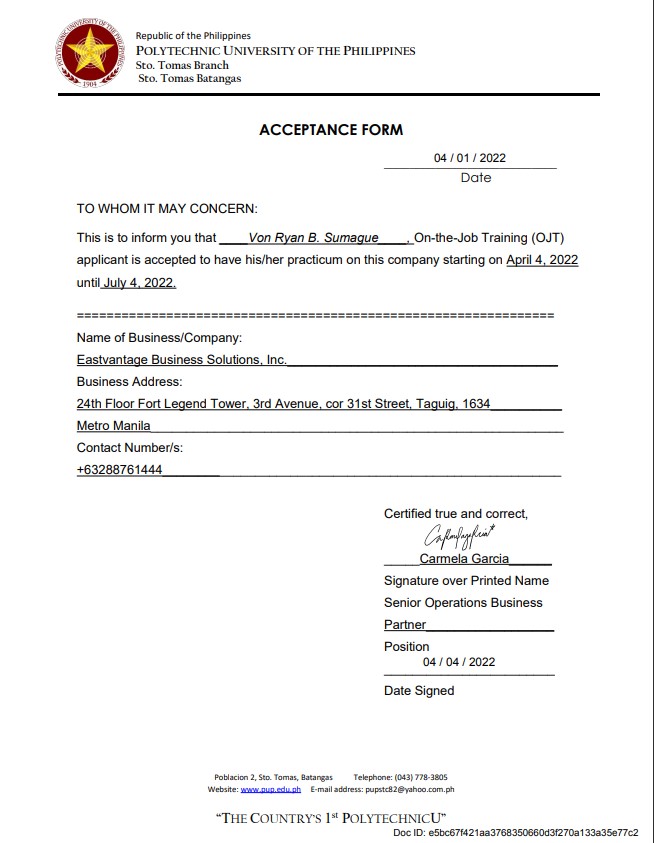 Republic of the Philippines
POLYTECHNIC UNIVERSITY OF THE PHILIPPINES
Sto. Tomas Branch
Sto. Tomas Batangas
POLYTECHNIC UNIVERSITY OF THE PHILIPPINES
1904
ACCEPTANCE FORM
04 / 01 / 2022
Date
TO WHOM IT MAY CONCERN:
This is to inform you that ____Von Ryan B. Sumague____, On-the-Job Training (OJT)
applicant is accepted to have his/her practicum on this company starting on April 4, 2022
until July 4, 2022.
================================================================
Name of Business/Company:
Eastvantage Business Solutions, Inc.
Business Address:
24th Floor Fort Legend Tower, 3rd Avenue, cor 31st Street, Taguig, 1634
Metro Manila
Contact Number/s:
+63288761444
Certified true and correct,
Carmela Garcia
Signature over Printed Name
Senior Operations Business
Partner
Position
04 / 04 / 2022
Date Signed
Poblacion 2, Sto. Tomas, Batangas Telephone: (043) 778-3805
Website: www.pup.edu.ph E-mail address: pupstc82@yahoo.com.ph
“THE COUNTRY’S 1st POLYTECHNICU”
Doc ID: e5bc67f421aa3768350660d3f270a133a35e77c2